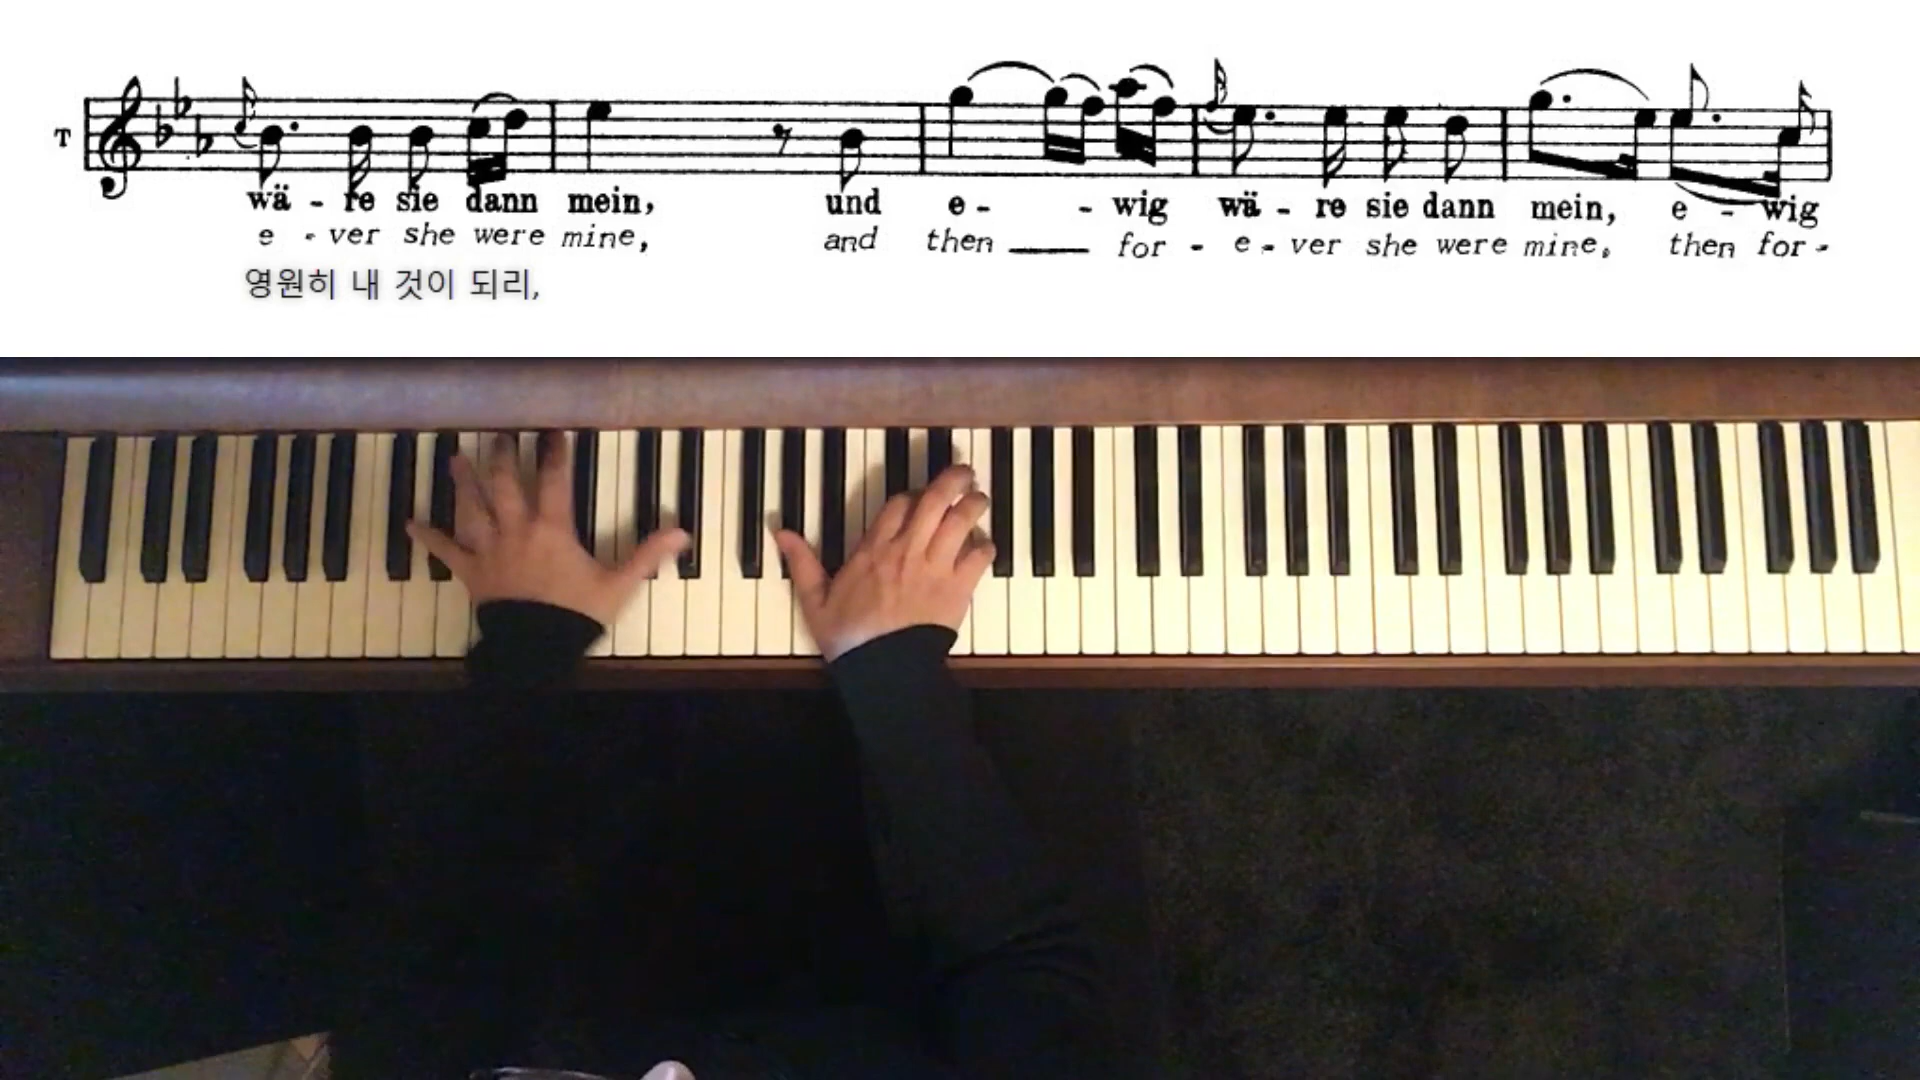 T
wä - re sie dann mein, und e - - wig wä - re sie dann mein, e - wig
e - ver she were mine, and then for - e - ver she were mine, then for -
영원히 내 것이 되리,